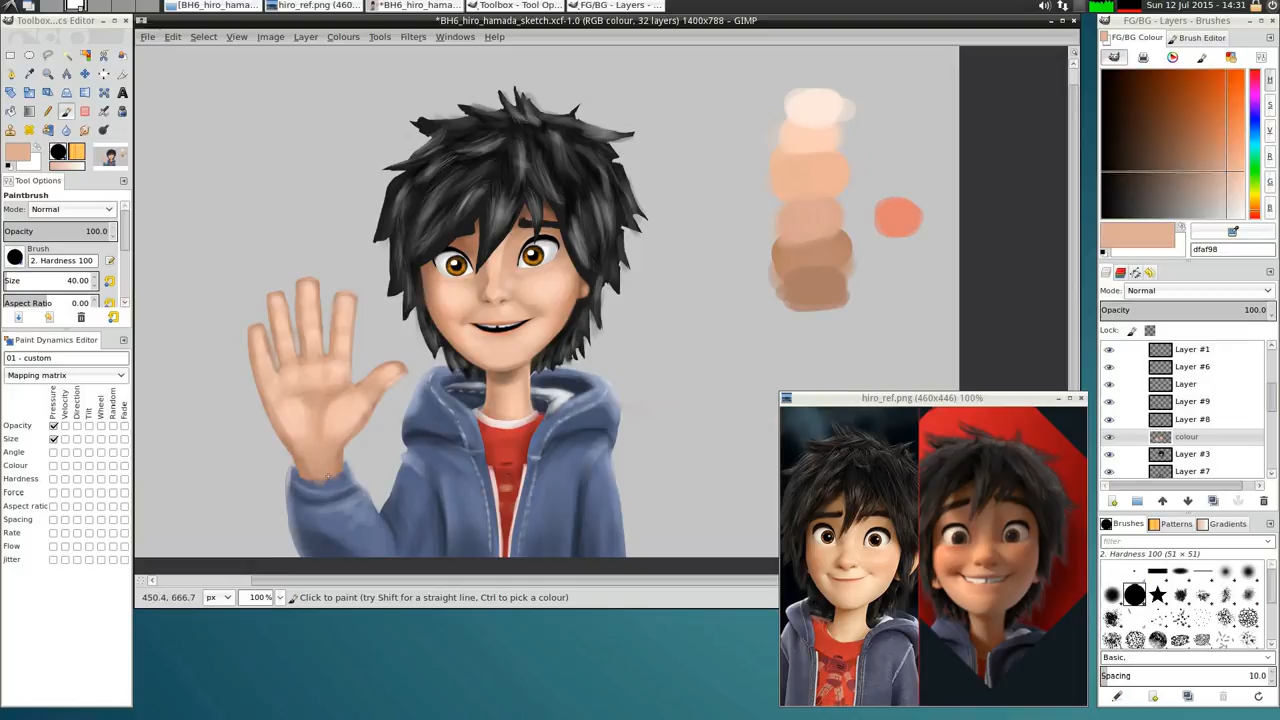 [BH6_hiro_hama...
hiro_ref.png (460...
*BH6_hiro_hama...
Toolbox - Tool Op...
FG/BG - Layers - ...
Sun 12 Jul 2015 - 14:31
Toolbox...cs Editor
*BH6_hiro_hamada_sketch.xcf-1.0 (RGB colour, 32 layers) 1400x788 – GIMP
FG/BG - Layers - Brushes
File Edit Select View Image Layer Colours Tools Filters Windows Help
FG/BG Colour
Brush Editor
H
S
V
R
G
B
Tool Options
Paintbrush
Mode: Normal
Opacity 100.0
Brush
2. Hardness 100
Size 40.00
Aspect Ratio 0.00
dfaf98
Mode: Normal
Opacity 100.0
Lock:
Layer #1
Layer #6
Layer
Layer #9
Layer #8
colour
Layer #3
Layer #7
Paint Dynamics Editor
01 - custom
Mapping matrix
Pressure
Velocity
Direction
Tilt
Wheel
Random
Fade
Opacity
Size
Angle
Colour
Hardness
Force
Aspect ratio
Spacing
Rate
Flow
Jitter
hiro_ref.png (460x446) 100%
Brushes
Patterns
Gradients
filter
2. Hardness 100 (51 × 51)
Basic,
Spacing 10.0
450.4, 666.7 px 100% Click to paint (try Shift for a straight line, Ctrl to pick a colour)